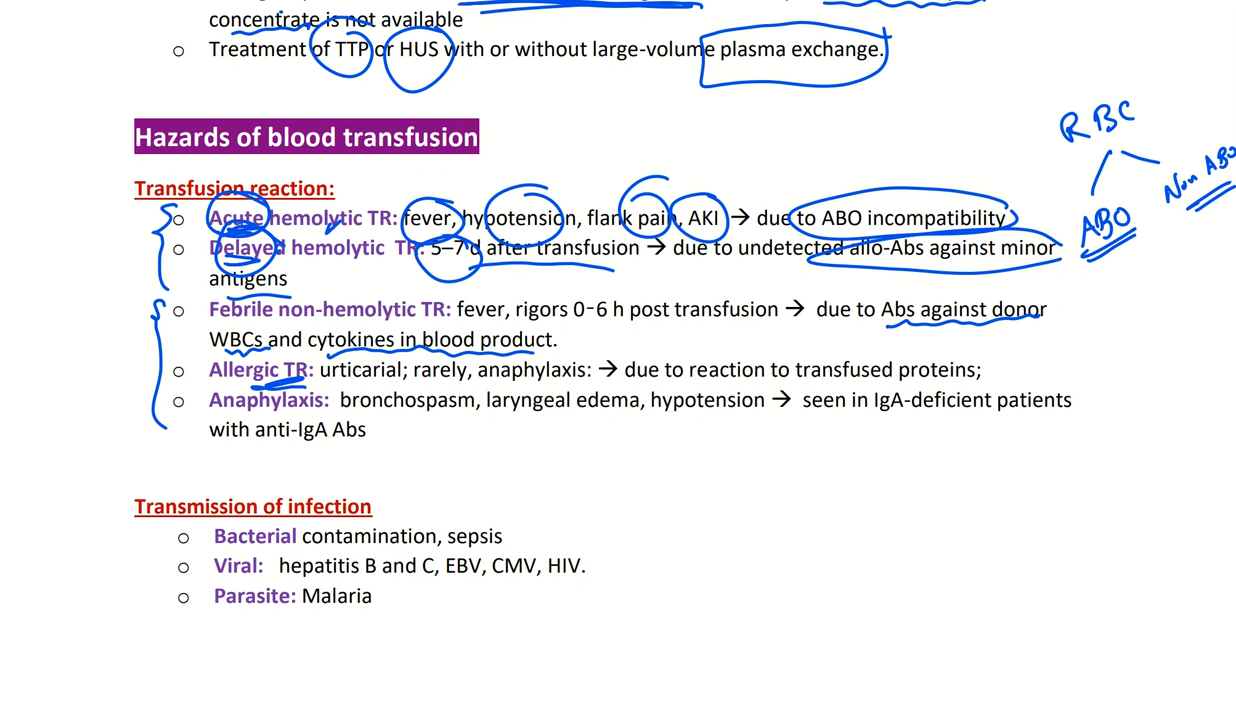 concentrate is not available
o Treatment of TTP or HUS with or without large-volume plasma exchange.
Hazards of blood transfusion
RBC
Non ABO
ABO
Transfusion reaction:
o Acute hemolytic TR: fever, hypotension, flank pain, AKI → due to ABO incompatibility
o Delayed hemolytic TR: 5–7 d after transfusion → due to undetected allo-Abs against minor
antigens
o Febrile non-hemolytic TR: fever, rigors 0-6 h post transfusion → due to Abs against donor
WBCs and cytokines in blood product.
o Allergic TR: urticarial; rarely, anaphylaxis: → due to reaction to transfused proteins;
o Anaphylaxis: bronchospasm, laryngeal edema, hypotension → seen in IgA-deficient patients
with anti-IgA Abs
Transmission of infection
o Bacterial contamination, sepsis
o Viral: hepatitis B and C, EBV, CMV, HIV.
o Parasite: Malaria